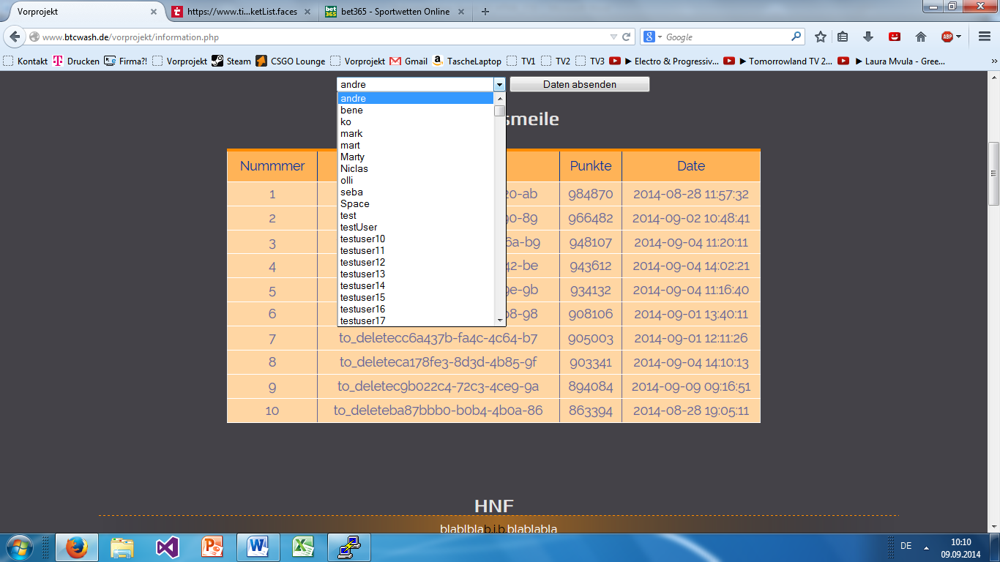 Vorprojekt
https://www.ti...ketList.faces
bet365 - Sportwetten Online
www.btcwash.de/vorprojekt/information.php
Google
Kontakt Drucken Firma?! Vorprojekt Steam CSGO Lounge Vorprojekt Gmail TascheLaptop TV1 TV2 TV3 ▶ Electro & Progressiv... ▶ Tomorrowland TV 2... ▶ Laura Mvula - Gree...
andre Daten absenden
andre
bene
ko
mark
mart
Marty
Niclas
olli
seba
Space
test
testUser
testuser10
testuser11
testuser12
testuser13
testuser14
testuser15
testuser16
testuser17
smeile
Nummmer Punkte Date
1 20-ab 984870 2014-08-28 11:57:32
2 90-89 966482 2014-09-02 10:48:41
3 6a-b9 948107 2014-09-04 11:20:11
4 42-be 943612 2014-09-04 14:02:21
5 9e-9b 934132 2014-09-04 11:16:40
6 b8-98 908106 2014-09-01 13:40:11
7 to_deletecc6a437b-fa4c-4c64-b7 905003 2014-09-01 12:11:26
8 to_deleteca178fe3-8d3d-4b85-9f 903341 2014-09-04 14:10:13
9 to_deletec9b022c4-72c3-4ce9-9a 894084 2014-09-09 09:16:51
10 to_deleteba87bbb0-b0b4-4b0a-86 863394 2014-08-28 19:05:11
HNF
blablblab.i.b.blablabla
DE 10:10
09.09.2014